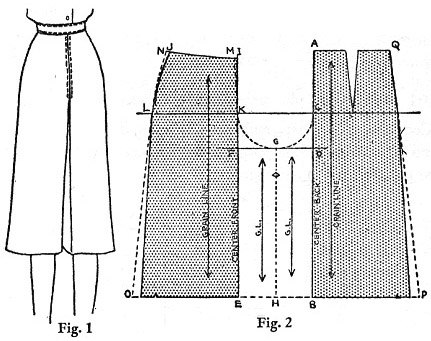 N J M I A Q
L K F
G
GRAIN LINE
CENTER FRONT
G.L.
G.L.
CENTER BACK
GRAIN LINE
O E H B P
Fig. 1
Fig. 2